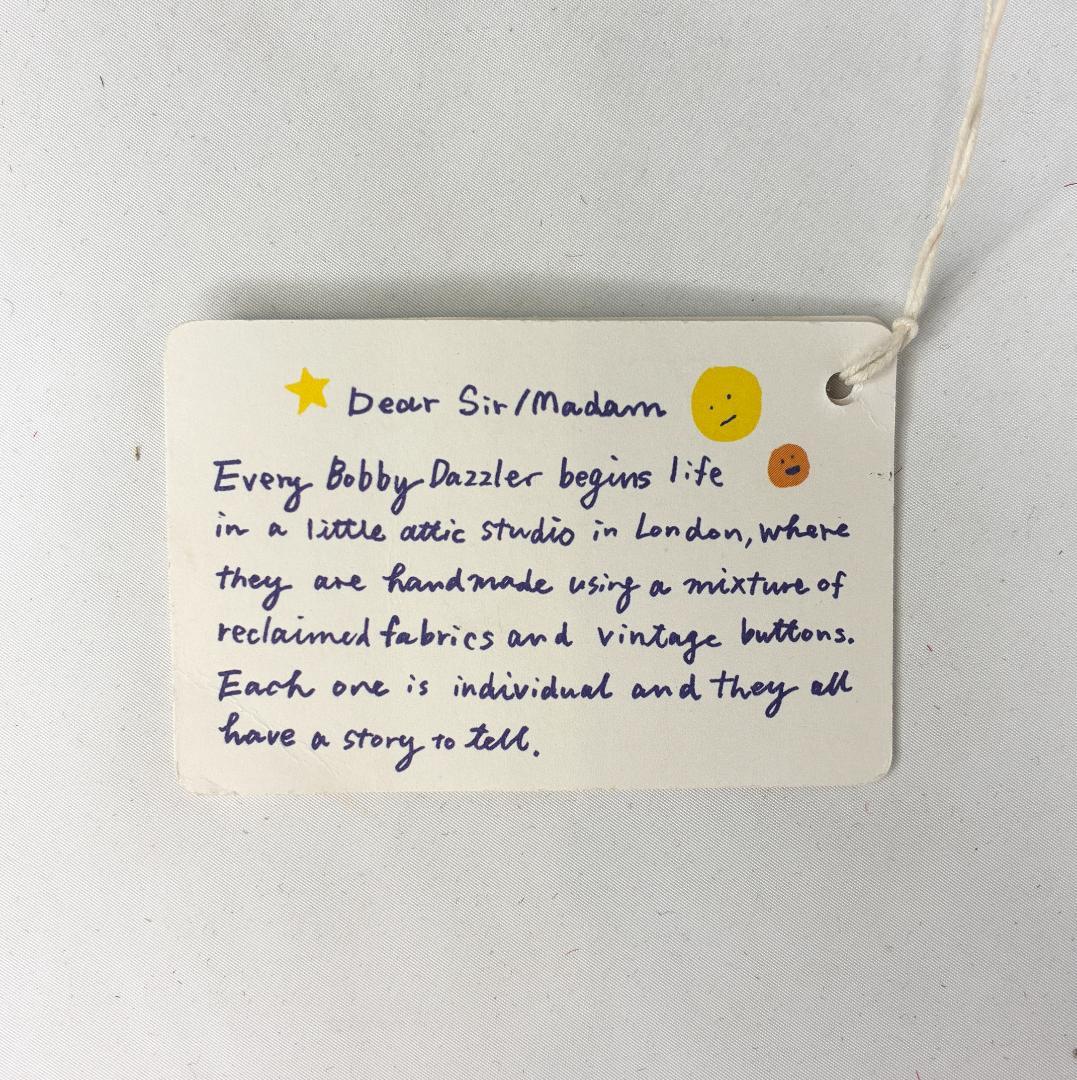 Dear Sir/Madam
Every Bobby Dazzler begins life
in a little attic studio in London, where
they are handmade using a mixture of
reclaimed fabrics and vintage buttons.
Each one is individual and they all
have a story to tell.